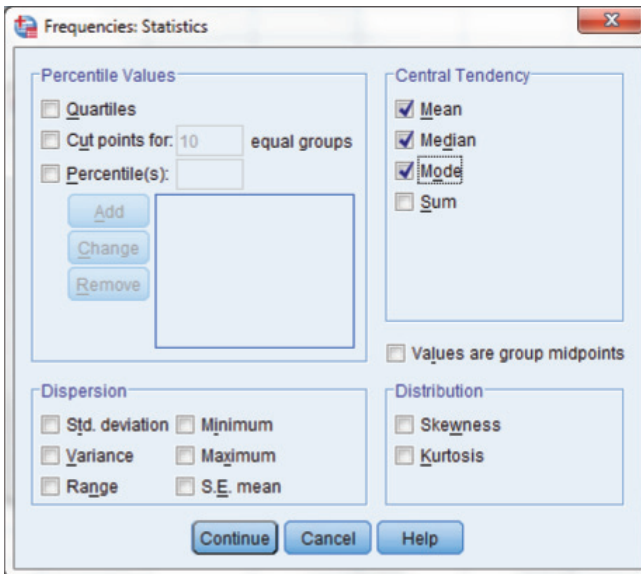 Frequencies: Statistics
Percentile Values
Quartiles
Cut points for: 10 equal groups
Percentile(s):
Add
Change
Remove
Central Tendency
Mean
Median
Mode
Sum
Values are group midpoints
Dispersion
Std. deviation Minimum
Variance Maximum
Range S.E. mean
Distribution
Skewness
Kurtosis
Continue Cancel Help